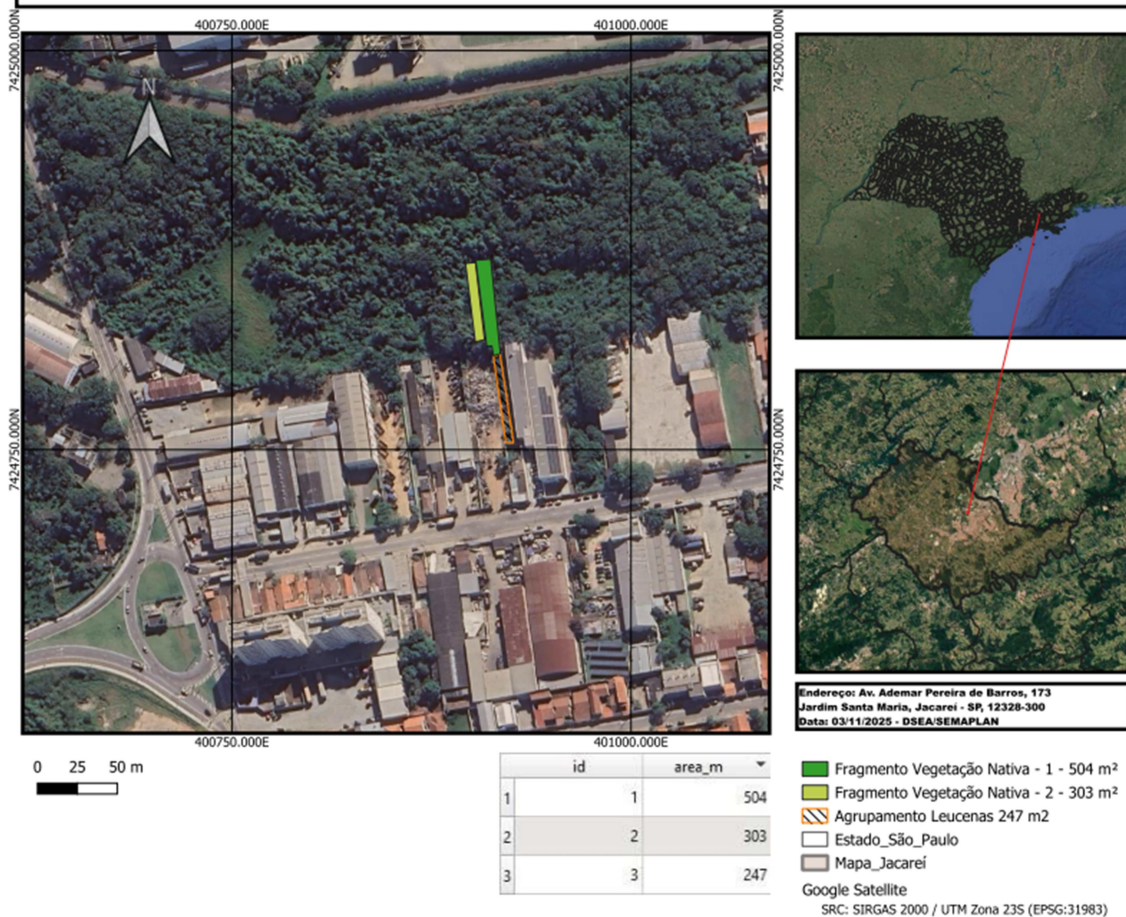 400750.000E
401000.000E
7425000.000N
7425000.000N
N
7424750.000N
7424750.000N
400750.000E
401000.000E
Endereço: Av. Ademar Pereira de Barros, 173
Jardim Santa Maria, Jacareí - SP, 12328-300
Data: 03/11/2025 - DSEA/SEMAPLAN
0 25 50 m
id area_m
1 1 504
2 2 303
3 3 247
Fragmento Vegetação Nativa - 1 - 504 m²
Fragmento Vegetação Nativa - 2 - 303 m²
Agrupamento Leucenas 247 m2
Estado_São_Paulo
Mapa_Jacareí
Google Satellite
SRC: SIRGAS 2000 / UTM Zona 23S (EPSG:31983)